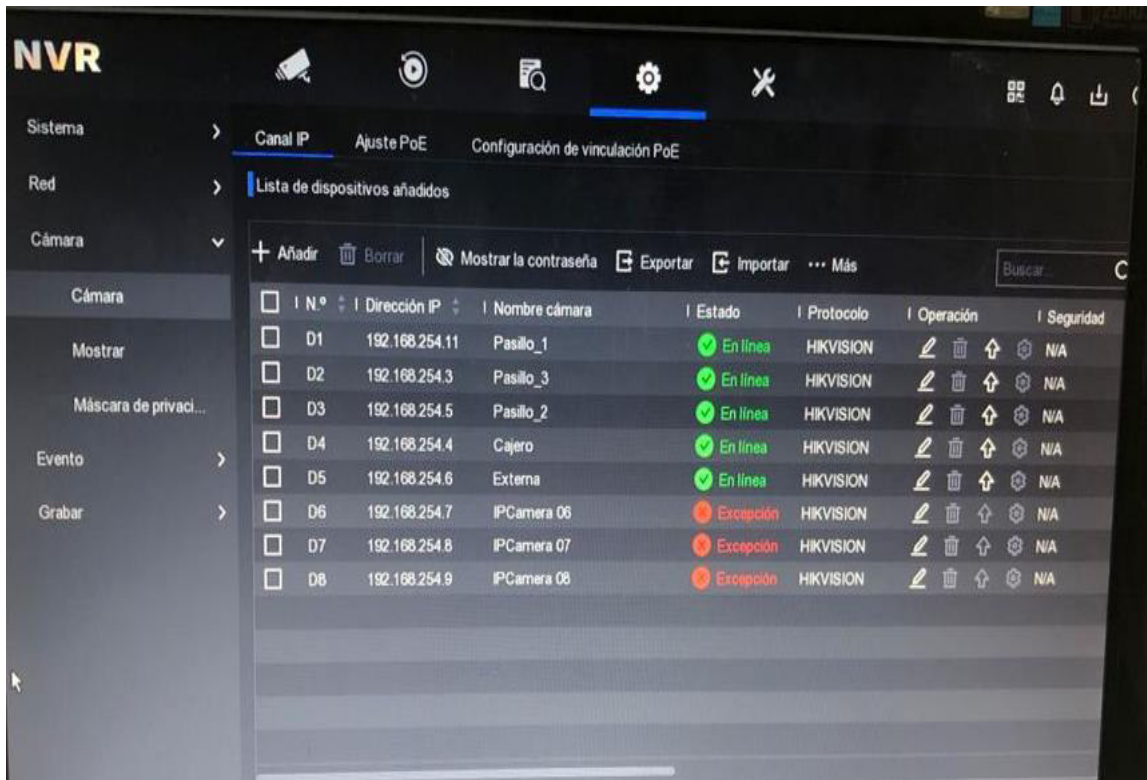 NVR
Sistema
Canal IP Ajuste PoE Configuración de vinculación PoE
Red
Lista de dispositivos añadidos
Cámara
Añadir Borrar Mostrar la contraseña Exportar Importar ••• Más Buscar...
Cámara
N.º Dirección IP Nombre cámara Estado Protocolo Operación Seguridad
D1 192.168.254.11 Pasillo_1 En línea HIKVISION N/A
Mostrar
D2 192.168.254.3 Pasillo_3 En línea HIKVISION N/A
Máscara de privaci...
D3 192.168.254.5 Pasillo_2 En línea HIKVISION N/A
D4 192.168.254.4 Cajero En línea HIKVISION N/A
Evento
D5 192.168.254.6 Externa En línea HIKVISION N/A
Grabar
D6 192.168.254.7 IPCamera 06 Excepción HIKVISION N/A
D7 192.168.254.8 IPCamera 07 Excepción HIKVISION N/A
D8 192.168.254.9 IPCamera 08 Excepción HIKVISION N/A